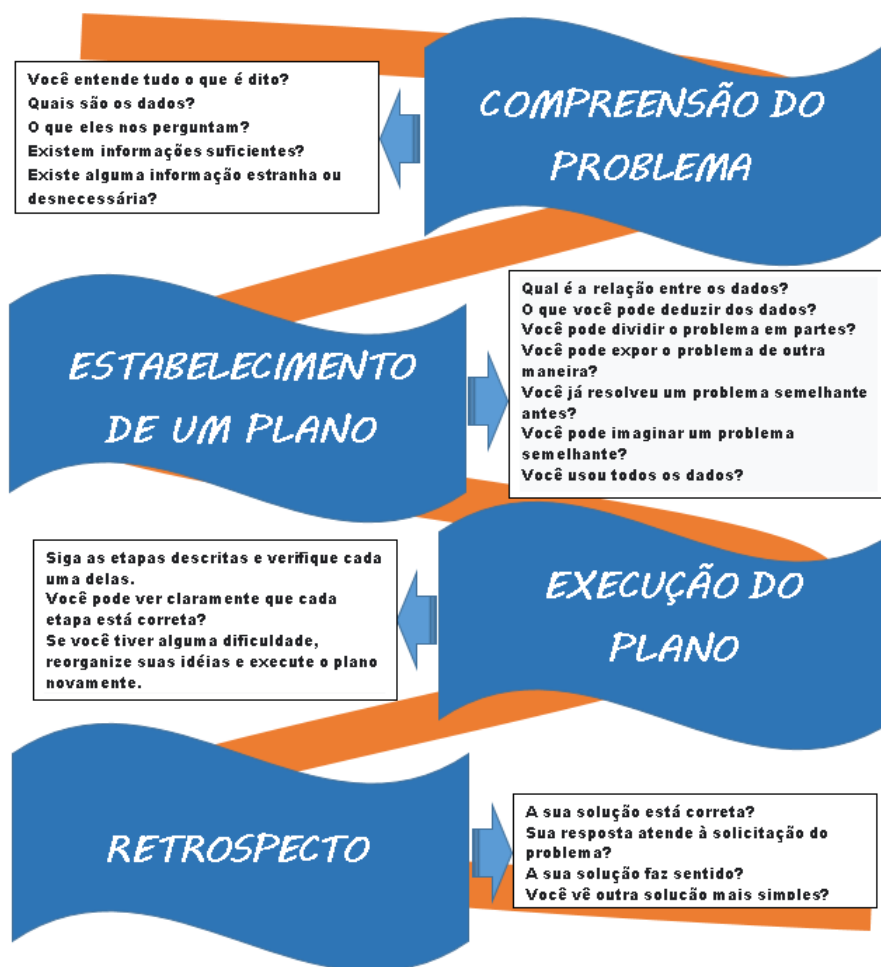 COMPREENSÃO DO
PROBLEMA
Você entende tudo o que é dito?
Quais são os dados?
O que eles nos perguntam?
Existem informações suficientes?
Existe alguma informação estranha ou
desnecessária?
ESTABELECIMENTO
DE UM PLANO
Qual é a relação entre os dados?
O que você pode deduzir dos dados?
Você pode dividir o problema em partes?
Você pode expor o problema de outra
maneira?
Você já resolveu um problema semelhante
antes?
Você pode imaginar um problema
semelhante?
Você usou todos os dados?
EXECUÇÃO DO
PLANO
Siga as etapas descritas e verifique cada
uma delas.
Você pode ver claramente que cada
etapa está correta?
Se você tiver alguma dificuldade,
reorganize suas idéias e execute o plano
novamente.
RETROSPECTO
A sua solução está correta?
Sua resposta atende à solicitação do
problema?
A sua solução faz sentido?
Você vê outra solução mais simples?